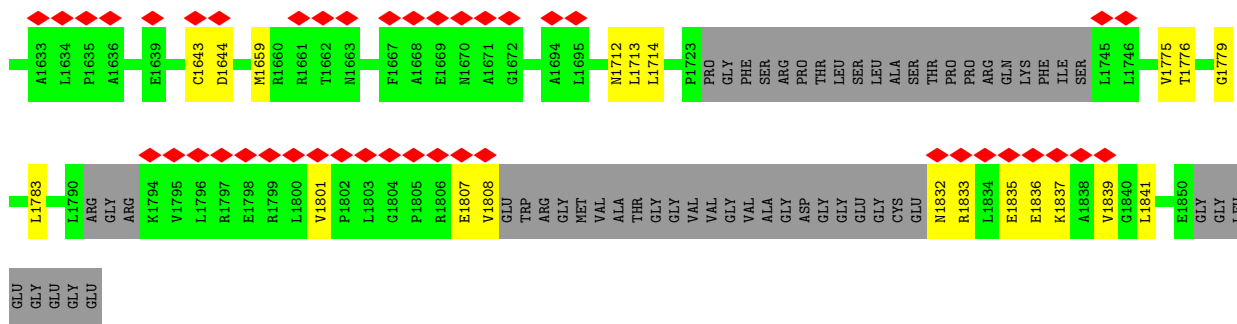 A1633 L1634 P1635 A1636 E1639 C1643 D1644 M1659 R1660 R1661 T1662 N1663 F1667 A1668 E1669 N1670 A1671 G1672 A1694 L1695 N1712 L1713 L1714 P1723 PRO GLY PHE SER ARG PRO THR LEU SER LEU ALA SER THR PRO PRO ARG GLN LYS PHE ILE SER L1745 L1746 V1775 T1776 G1779
L1783 L1790 ARG GLY ARG K1794 V1795 L1796 R1797 E1798 R1799 L1800 V1801 P1802 L1803 G1804 P1805 R1806 E1807 V1808 GLU TRP ARG GLY MET VAL ALA THR GLY GLY VAL VAL GLY VAL ALA GLY ASP GLY GLY GLU GLY CYS GLU N1832 R1833 L1834 E1835 E1836 K1837 A1838 V1839 G1840 L1841 E1850 GLY GLY LEU
GLU GLY GLU GLY GLU